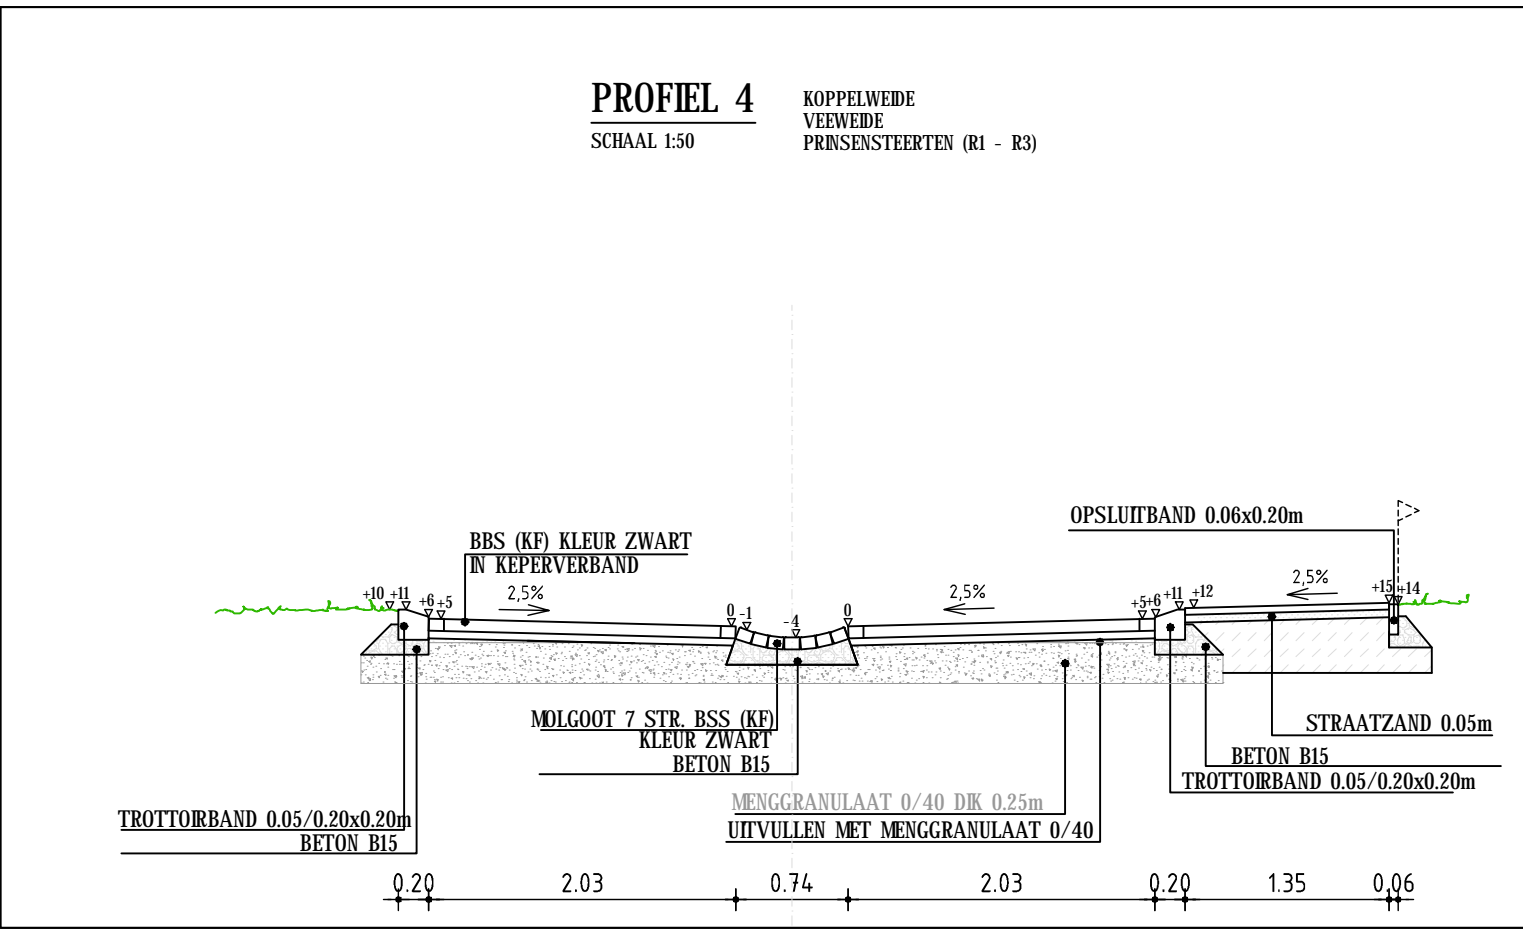 PROFIEL 4
SCHAAL 1:50
KOPPELWEIDE
VEEWEIDE
PRINSENSTEERTEN (R1 - R3)
OPSLUITBAND 0.06x0.20m
BBS (KF) KLEUR ZWART
IN KEPERVERBAND
2,5%
2,5%
2,5%
+10 +11 +6 +5 0 -1 -4 0 +5 +6 +11 +12 +15 +14
MOLGOOT 7 STR. BSS (KF)
KLEUR ZWART
BETON B15
STRAATZAND 0.05m
BETON B15
TROTTOIRBAND 0.05/0.20x0.20m
MENGGRANULAAT 0/40 DIK 0.25m
UITVULLEN MET MENGGRANULAAT 0/40
TROTTOIRBAND 0.05/0.20x0.20m
BETON B15
0.20 2.03 0.74 2.03 0.20 1.35 0.06